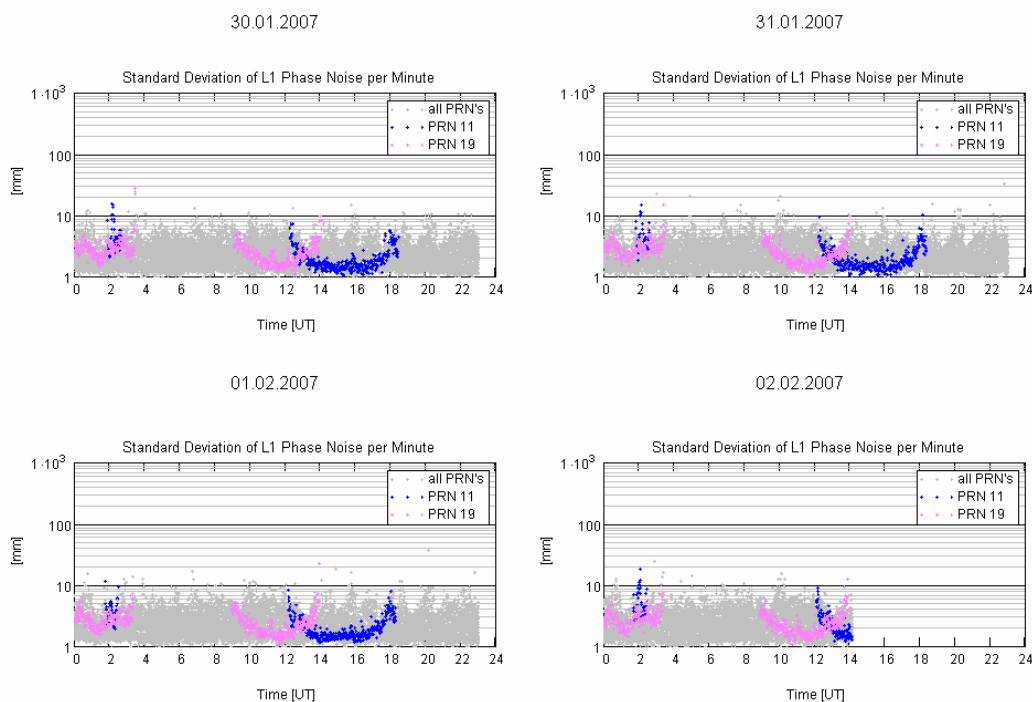 30.01.2007
Standard Deviation of L1 Phase Noise per Minute
1·10³
100
10
1
[mm]
all PRN's
PRN 11
PRN 19
0 2 4 6 8 10 12 14 16 18 20 22 24
Time [UT]
31.01.2007
Standard Deviation of L1 Phase Noise per Minute
1·10³
100
10
1
[mm]
all PRN's
PRN 11
PRN 19
0 2 4 6 8 10 12 14 16 18 20 22 24
Time [UT]
01.02.2007
Standard Deviation of L1 Phase Noise per Minute
1·10³
100
10
1
[mm]
all PRN's
PRN 11
PRN 19
0 2 4 6 8 10 12 14 16 18 20 22 24
Time [UT]
02.02.2007
Standard Deviation of L1 Phase Noise per Minute
1·10³
100
10
1
[mm]
all PRN's
PRN 11
PRN 19
0 2 4 6 8 10 12 14 16 18 20 22 24
Time [UT]